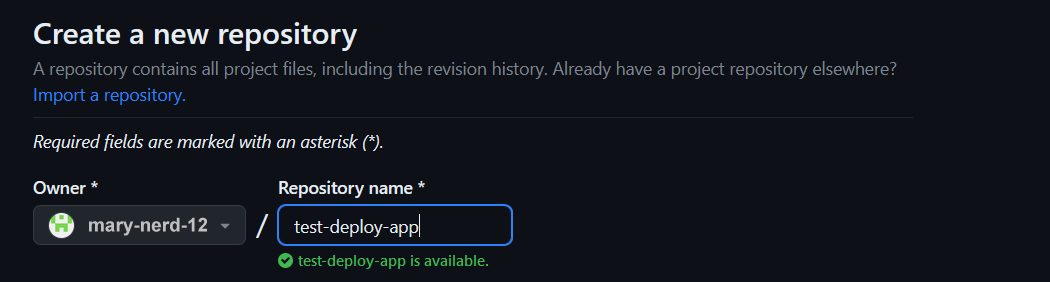 Create a new repository
A repository contains all project files, including the revision history. Already have a project repository elsewhere?
Import a repository.
Required fields are marked with an asterisk (*).
Owner * Repository name *
mary-nerd-12 / test-deploy-app
test-deploy-app is available.